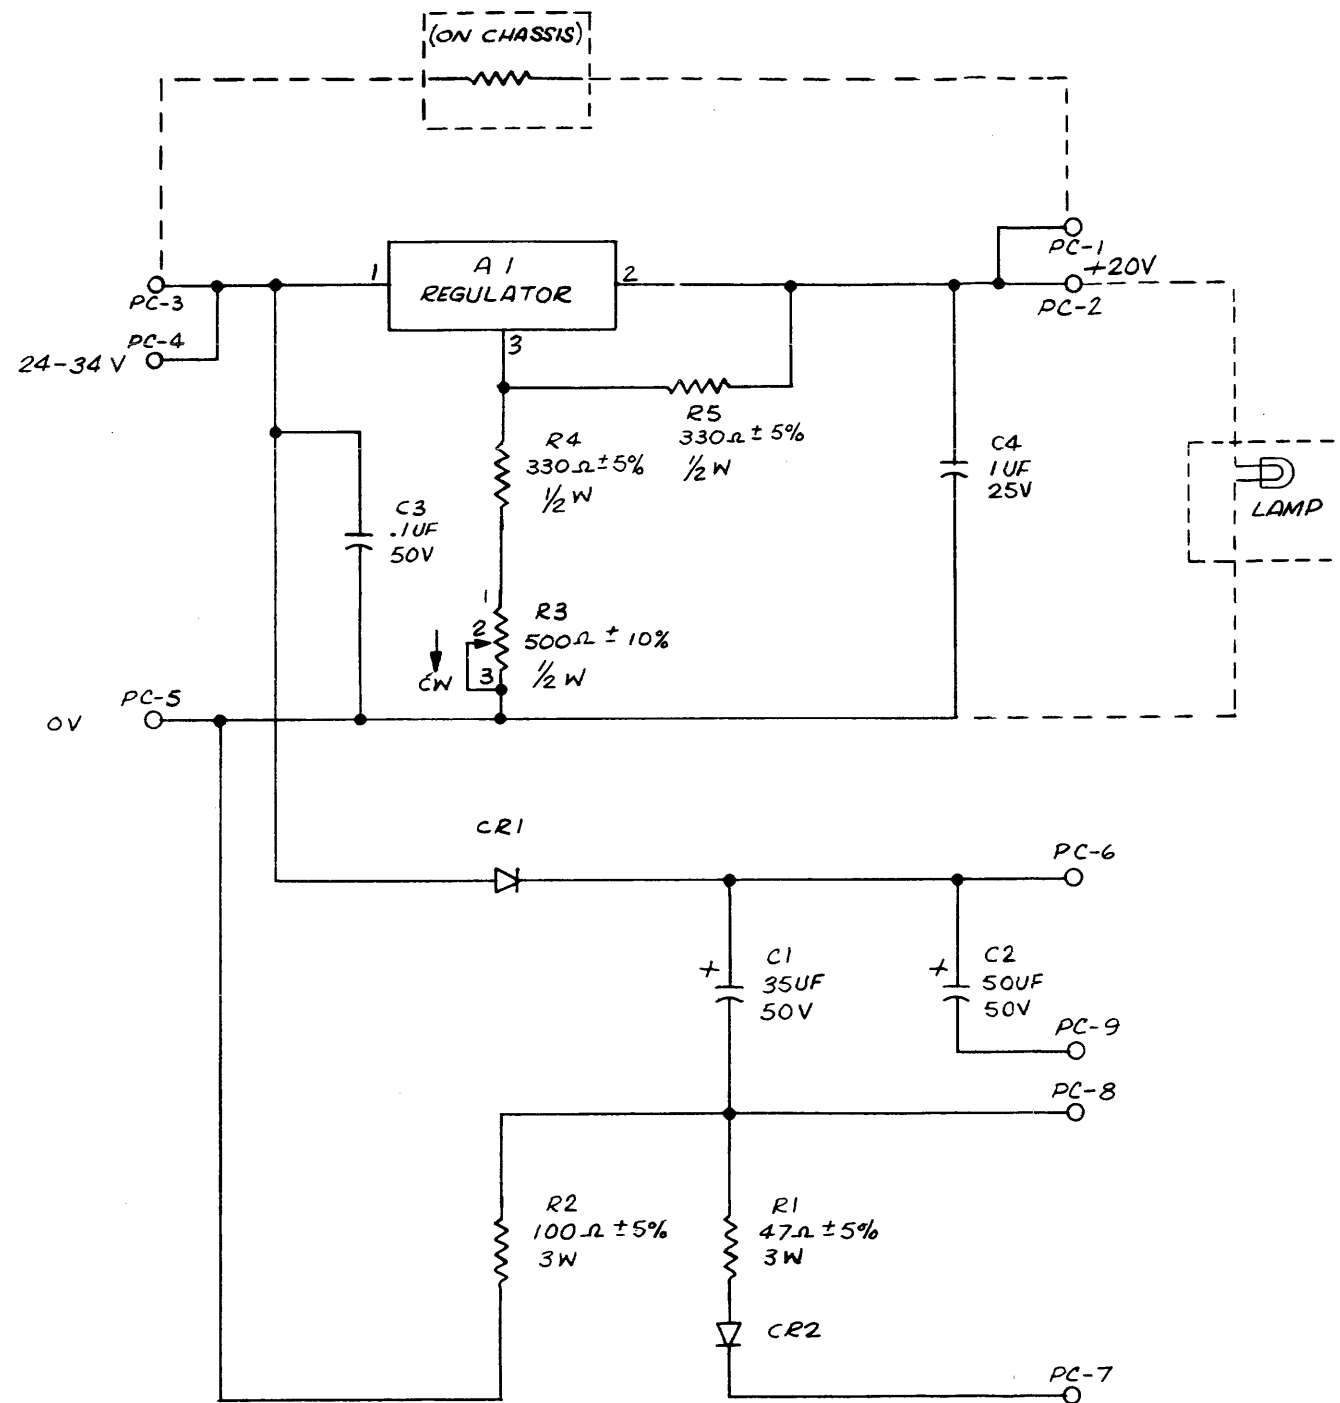 (ON CHASSIS)
PC-1
+20V
PC-2
1
A1
REGULATOR
2
3
PC-3
PC-4
24-34 V
R5
330Ω ± 5%
1/2 W
R4
330Ω ± 5%
1/2 W
C4
1UF
25V
LAMP
C3
.1UF
50V
1
2
3
R3
500Ω ± 10%
1/2 W
CW
PC-5
0V
CR1
PC-6
+
C1
35UF
50V
+
C2
50UF
50V
PC-9
PC-8
R2
100Ω ± 5%
3W
R1
47Ω ± 5%
3W
CR2
PC-7